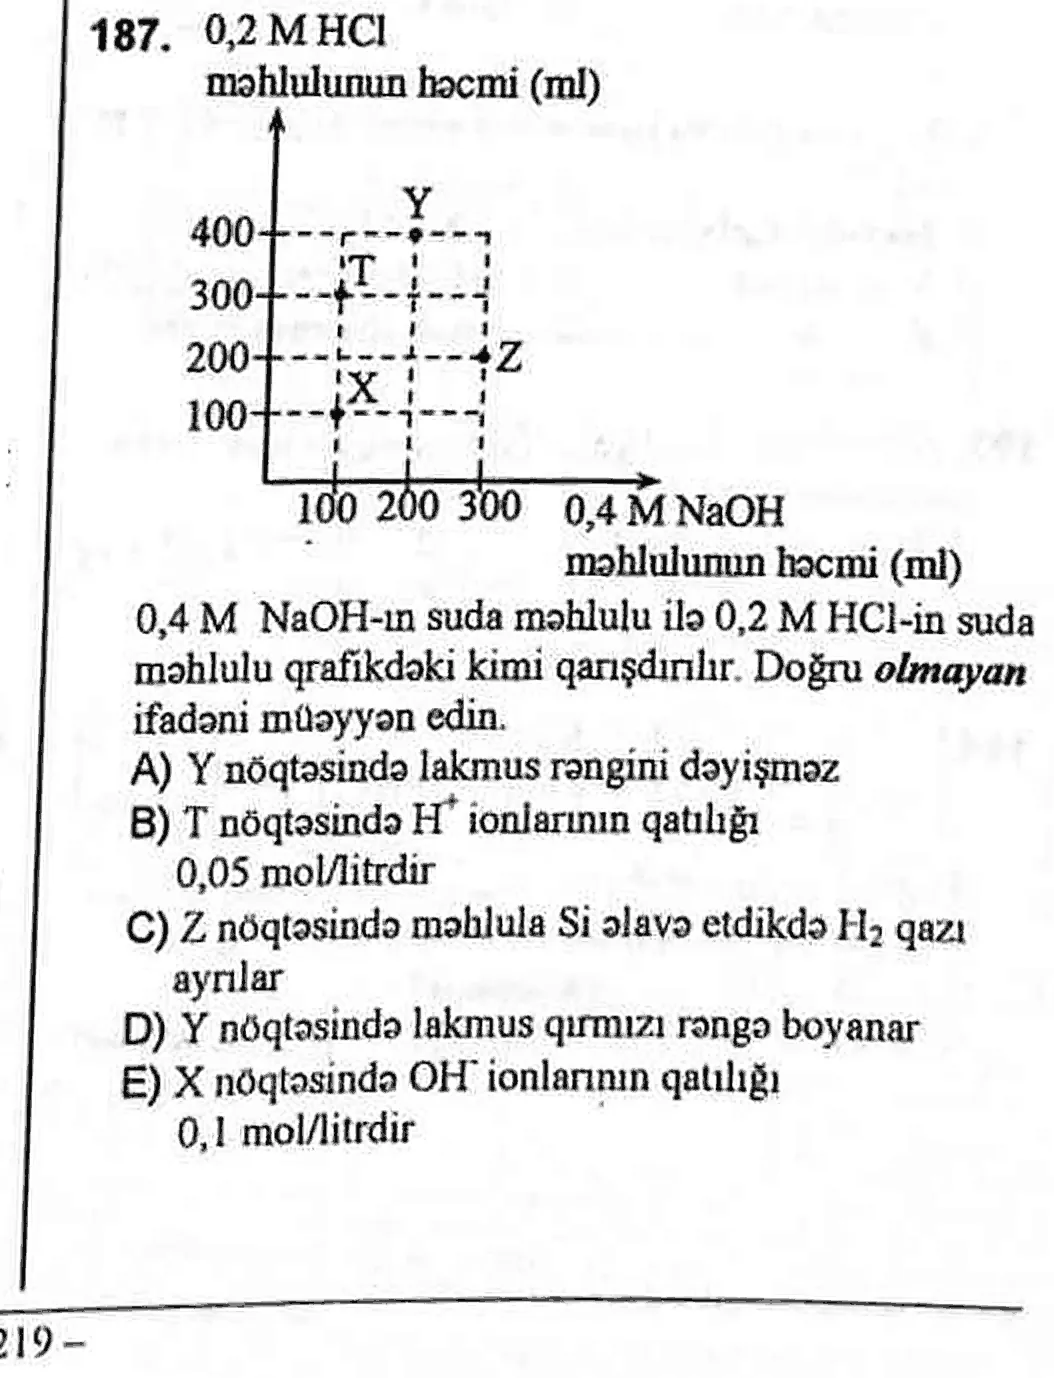 187. 0,2 M HCl
məhlulunun həcmi (ml)
Y
400
T
300
200
Z
X
100
100 200 300 0,4 M NaOH
məhlulunun həcmi (ml)
0,4 M NaOH-ın suda məhlulu ilə 0,2 M HCl-in suda
məhlulu qrafikdəki kimi qarışdırılır. Doğru olmayan
ifadəni müəyyən edin.
A) Y nöqtəsində lakmus rəngini dəyişməz
B) T nöqtəsində H⁺ ionlarının qatılığı
0,05 mol/litrdir
C) Z nöqtəsində məhlula Si əlavə etdikdə H₂ qazı
ayrılar
D) Y nöqtəsində lakmus qırmızı rəngə boyanar
E) X nöqtəsində OH⁻ ionlarının qatılığı
0,1 mol/litrdir
219 –